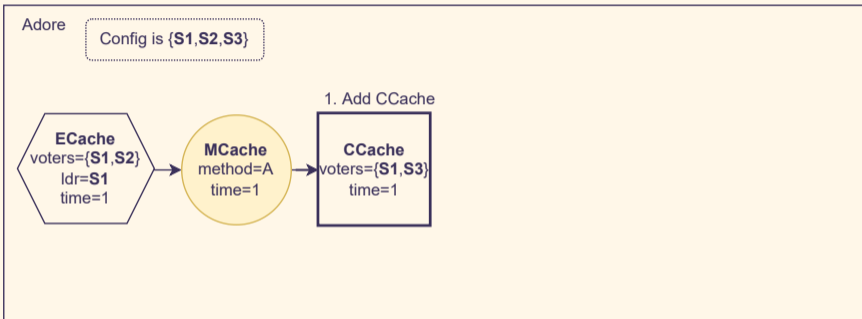 Adore
Config is {S1,S2,S3}
1. Add CCache
ECache
voters={S1,S2}
ldr=S1
time=1
MCache
method=A
time=1
CCache
voters={S1,S3}
time=1